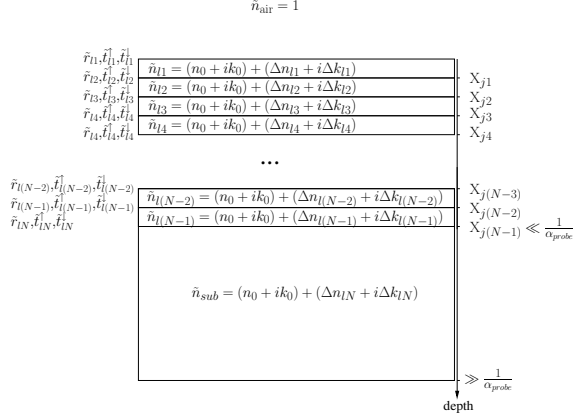 ñ_air = 1
r̃_l1,t̃↑_l1,t̃↓_l1
ñ_l1 = (n_0 + ik_0) + (Δn_l1 + iΔk_l1)
r̃_l2,t̃↑_l2,t̃↓_l2
X_j1
ñ_l2 = (n_0 + ik_0) + (Δn_l2 + iΔk_l2)
r̃_l3,t̃↑_l3,t̃↓_l3
X_j2
ñ_l3 = (n_0 + ik_0) + (Δn_l3 + iΔk_l3)
r̃_l4,t̃↑_l4,t̃↓_l4
X_j3
ñ_l4 = (n_0 + ik_0) + (Δn_l4 + iΔk_l4)
r̃_l4,t̃↑_l4,t̃↓_l4
X_j4
...
r̃_l(N−2),t̃↑_l(N−2),t̃↓_l(N−2)
X_j(N−3)
ñ_l(N−2) = (n_0 + ik_0) + (Δn_l(N−2) + iΔk_l(N−2))
r̃_l(N−1),t̃↑_l(N−1),t̃↓_l(N−1)
X_j(N−2)
ñ_l(N−1) = (n_0 + ik_0) + (Δn_l(N−1) + iΔk_l(N−1))
r̃_lN,t̃↑_lN,t̃↓_lN
X_j(N−1) ≪ 1/α_probe
ñ_sub = (n_0 + ik_0) + (Δn_lN + iΔk_lN)
≫ 1/α_probe
depth